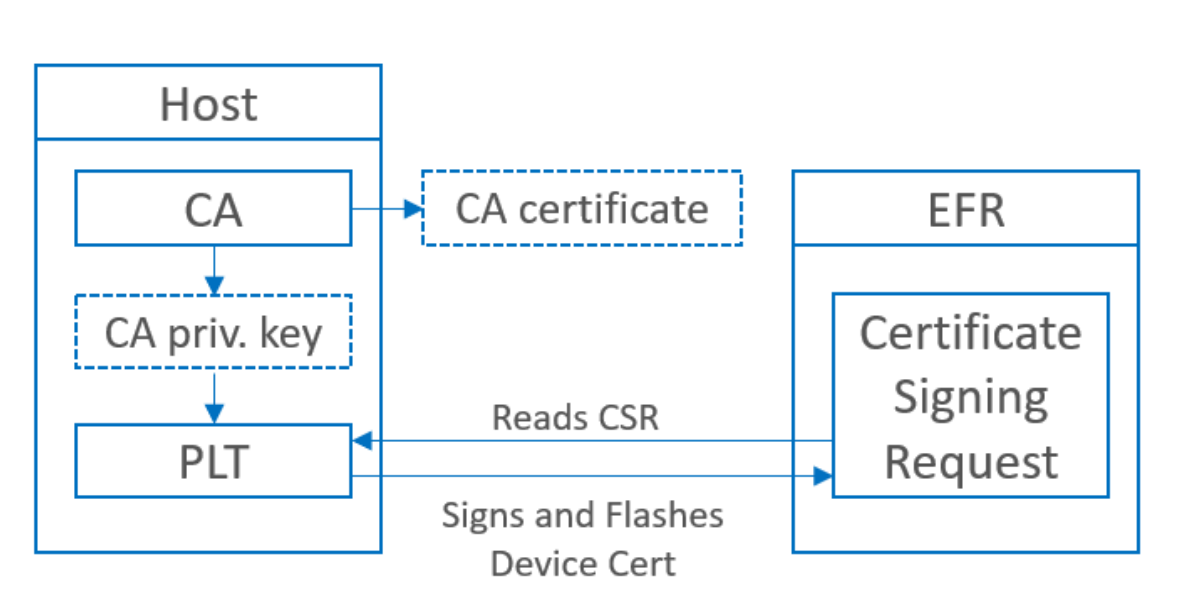 Host
CA
CA certificate
EFR
CA priv. key
Certificate
Signing
Request
Reads CSR
PLT
Signs and Flashes
Device Cert